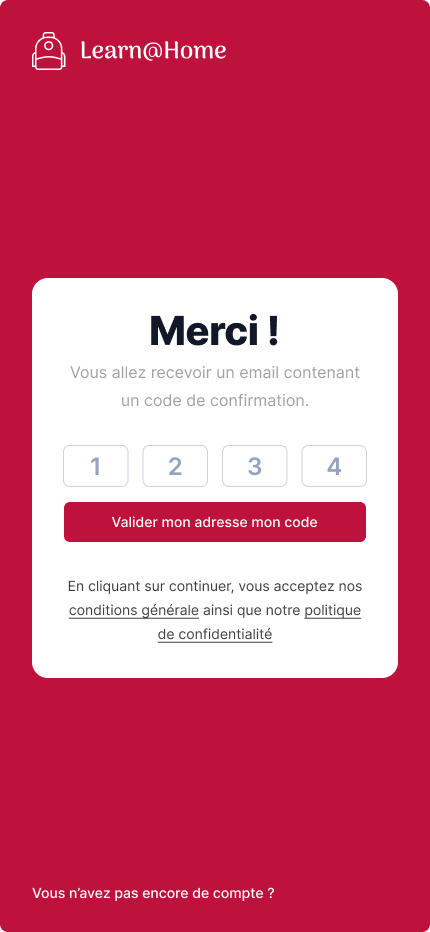 Learn@Home
Merci !
Vous allez recevoir un email contenant
un code de confirmation.
1 2 3 4
Valider mon adresse mon code
En cliquant sur continuer, vous acceptez nos
conditions générale ainsi que notre politique
de confidentialité
Vous n’avez pas encore de compte ?